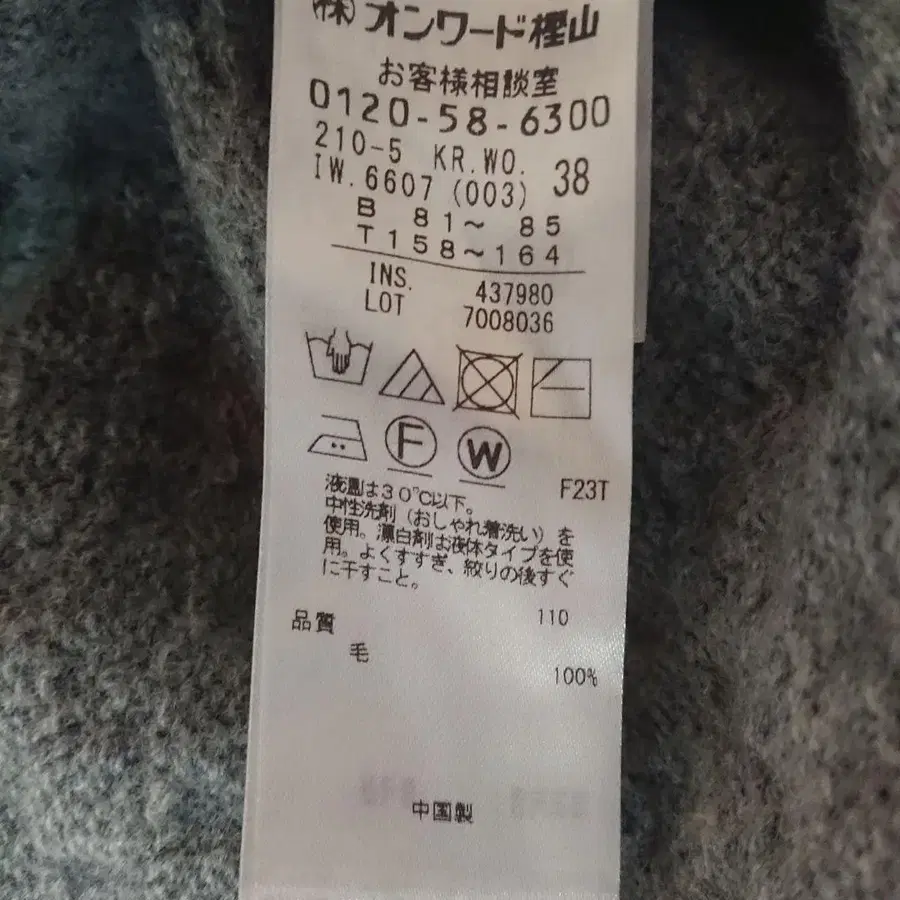 (株)オンワード樫山
お客様相談室
0120-58-6300
210-5 KR.WO.
IW.6607 (003) 38
B 81～ 85
T158～164
INS. 437980
LOT 7008036
F W
F23T
液温は30℃以下。
中性洗剤（おしゃれ着洗い）を
使用。漂白剤は液体タイプを使
用。よくすすぎ、絞りの後すぐ
に干すこと。
品質 110
毛
100%
中国製